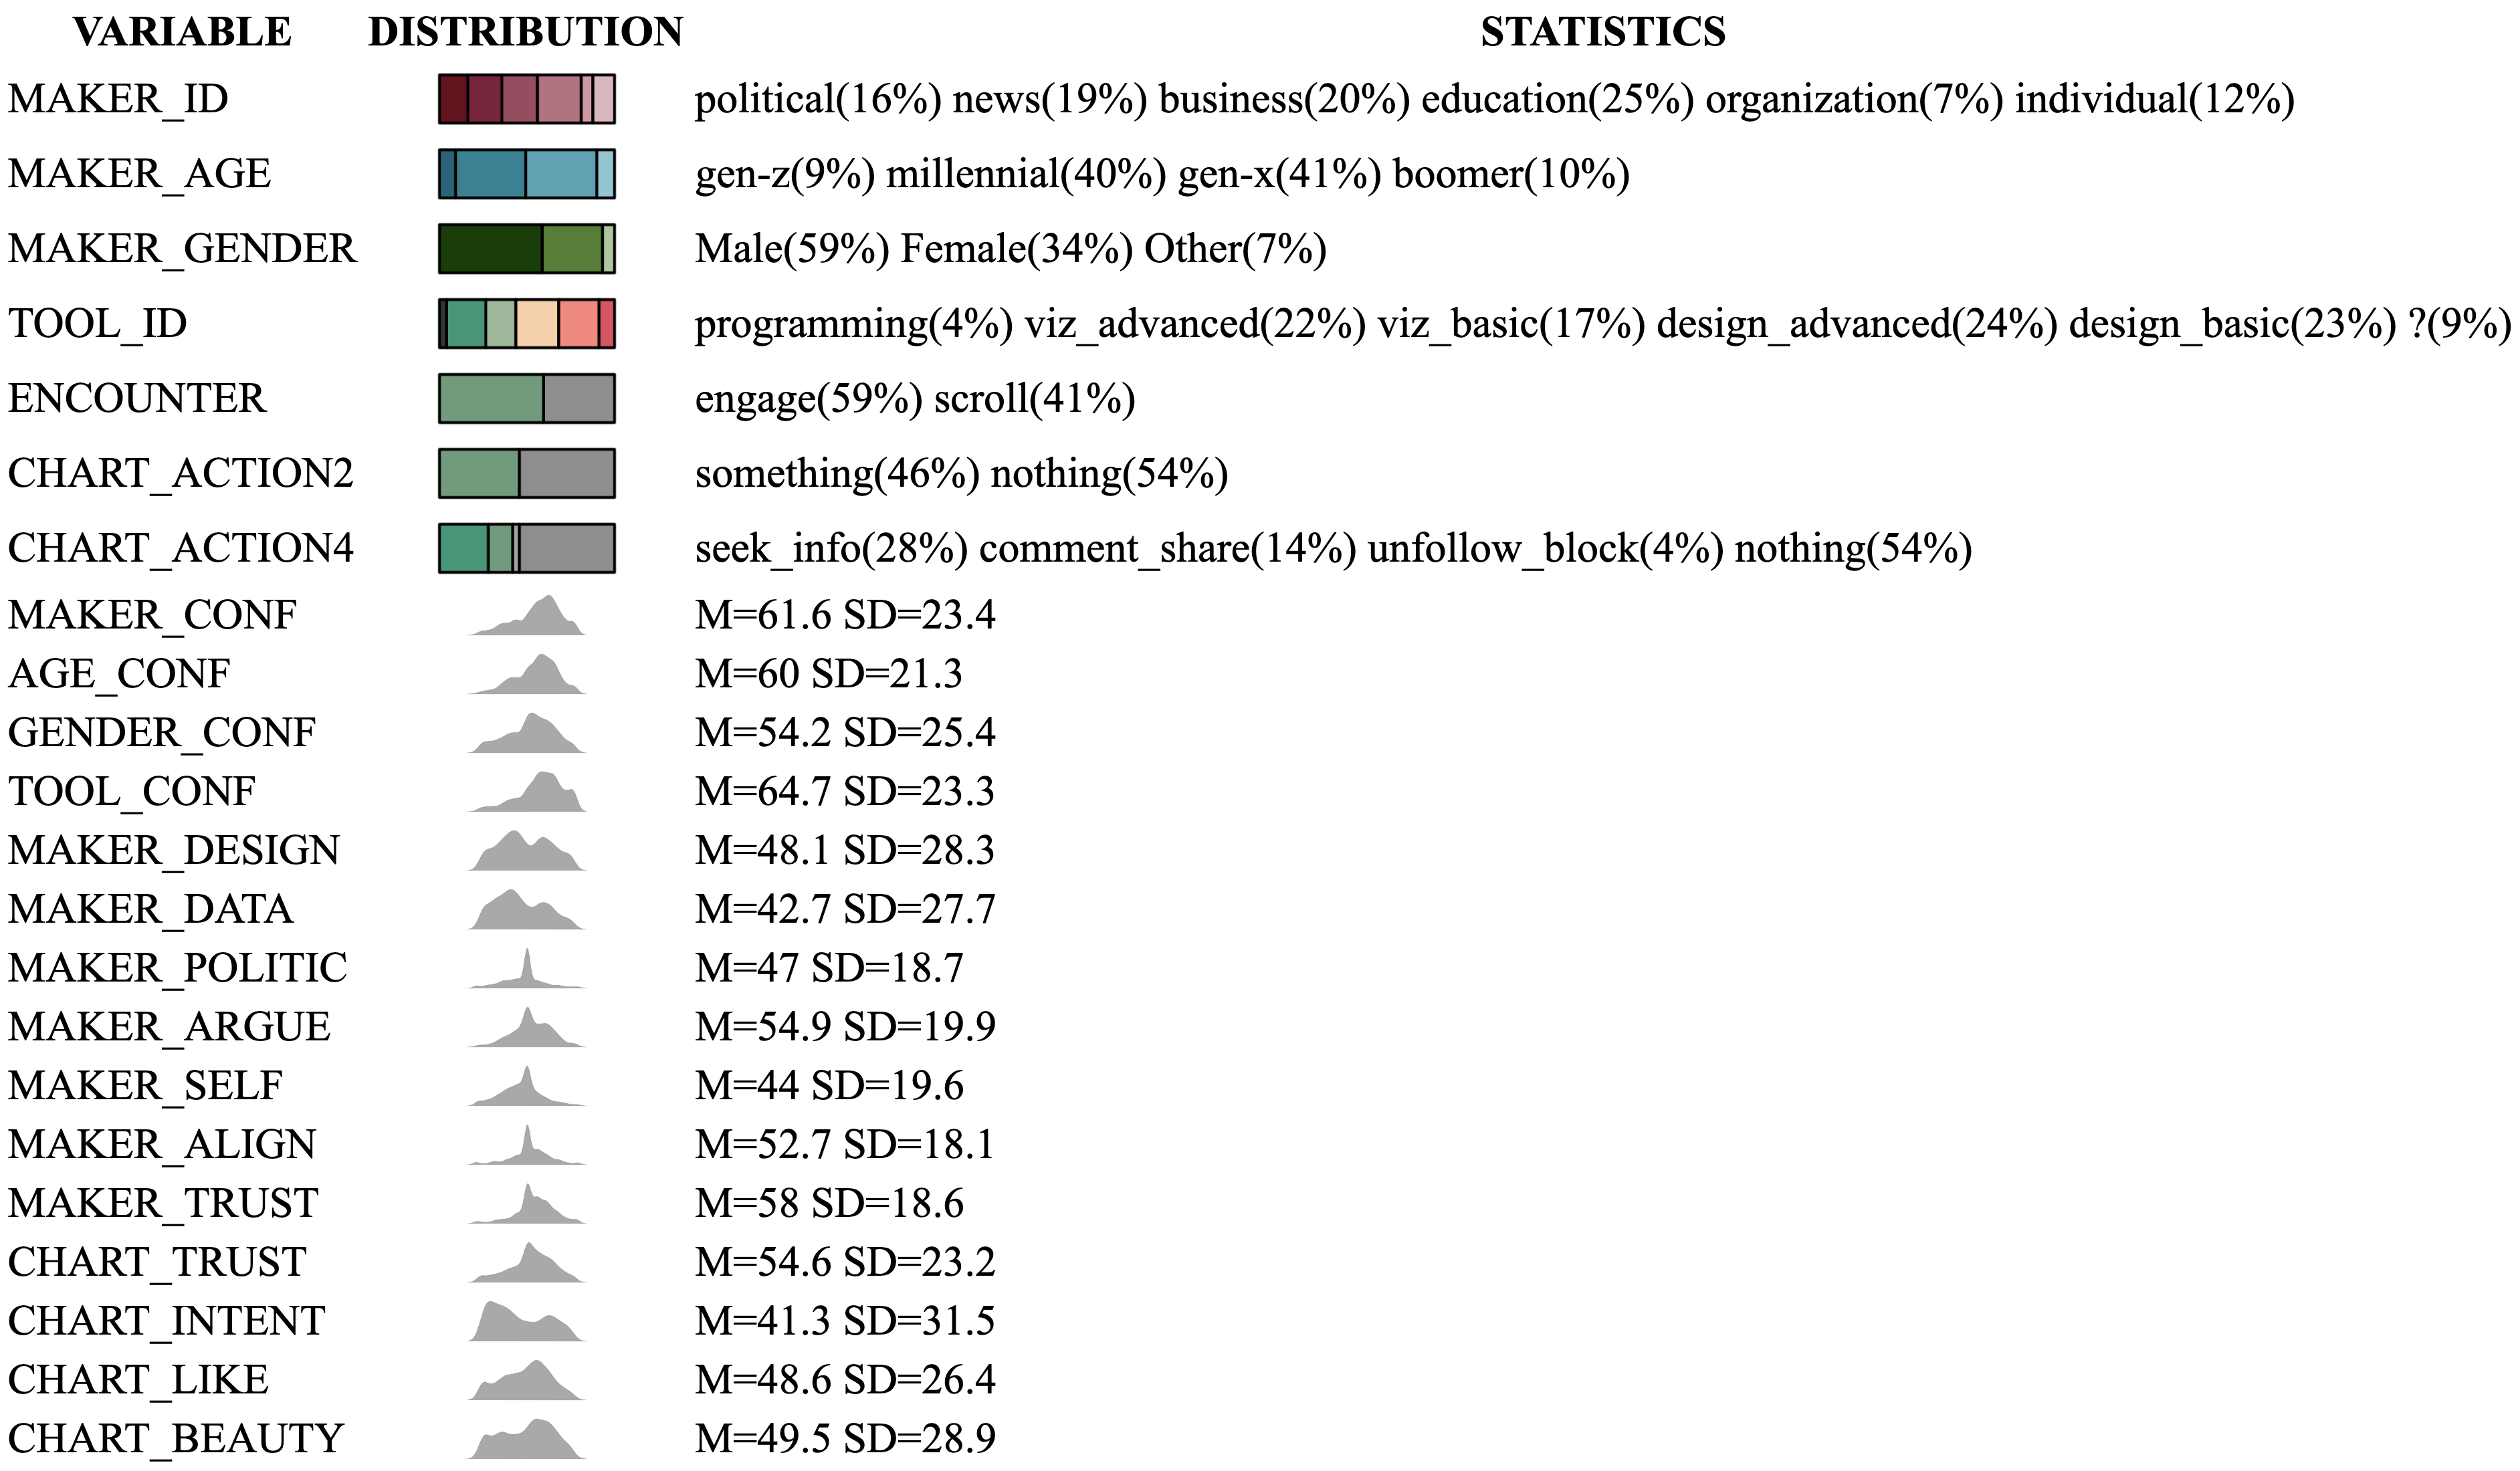 VARIABLE DISTRIBUTION STATISTICS
MAKER_ID political(16%) news(19%) business(20%) education(25%) organization(7%) individual(12%)
MAKER_AGE gen-z(9%) millennial(40%) gen-x(41%) boomer(10%)
MAKER_GENDER Male(59%) Female(34%) Other(7%)
TOOL_ID programming(4%) viz_advanced(22%) viz_basic(17%) design_advanced(24%) design_basic(23%) ?(9%)
ENCOUNTER engage(59%) scroll(41%)
CHART_ACTION2 something(46%) nothing(54%)
CHART_ACTION4 seek_info(28%) comment_share(14%) unfollow_block(4%) nothing(54%)
MAKER_CONF M=61.6 SD=23.4
AGE_CONF M=60 SD=21.3
GENDER_CONF M=54.2 SD=25.4
TOOL_CONF M=64.7 SD=23.3
MAKER_DESIGN M=48.1 SD=28.3
MAKER_DATA M=42.7 SD=27.7
MAKER_POLITIC M=47 SD=18.7
MAKER_ARGUE M=54.9 SD=19.9
MAKER_SELF M=44 SD=19.6
MAKER_ALIGN M=52.7 SD=18.1
MAKER_TRUST M=58 SD=18.6
CHART_TRUST M=54.6 SD=23.2
CHART_INTENT M=41.3 SD=31.5
CHART_LIKE M=48.6 SD=26.4
CHART_BEAUTY M=49.5 SD=28.9